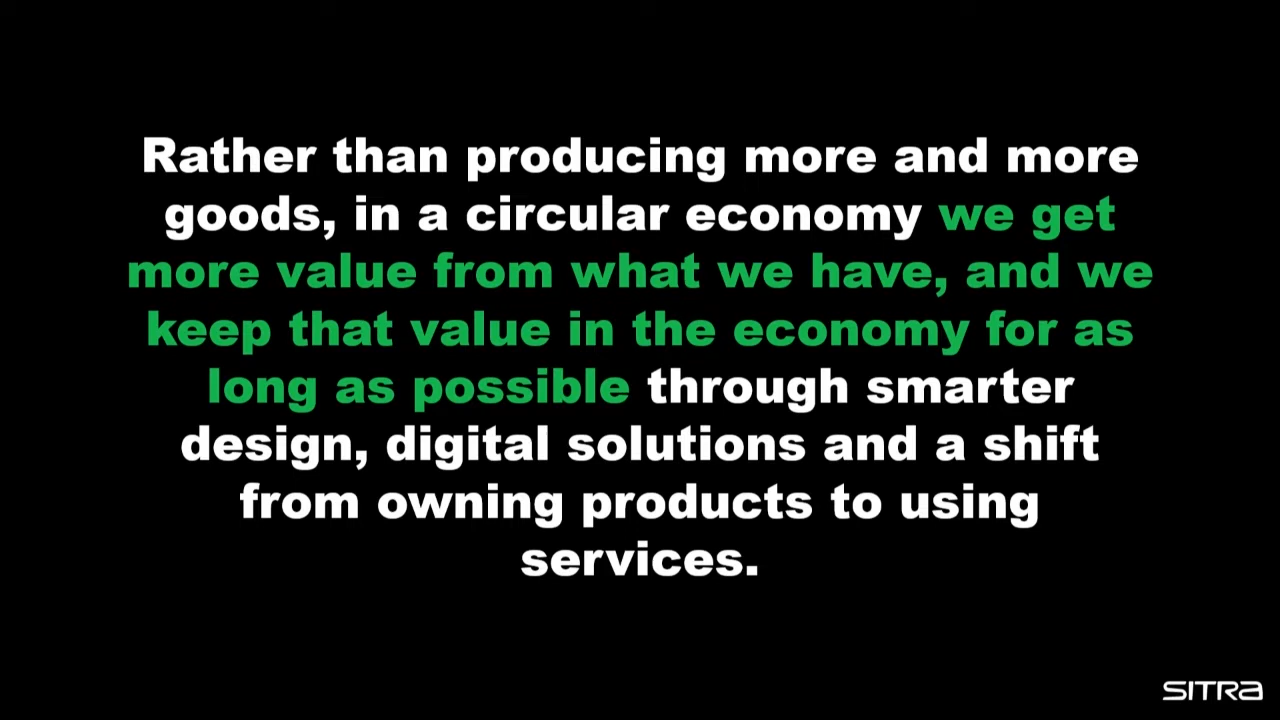 Rather than producing more and more
goods, in a circular economy we get
more value from what we have, and we
keep that value in the economy for as
long as possible through smarter
design, digital solutions and a shift
from owning products to using
services.
SITRA